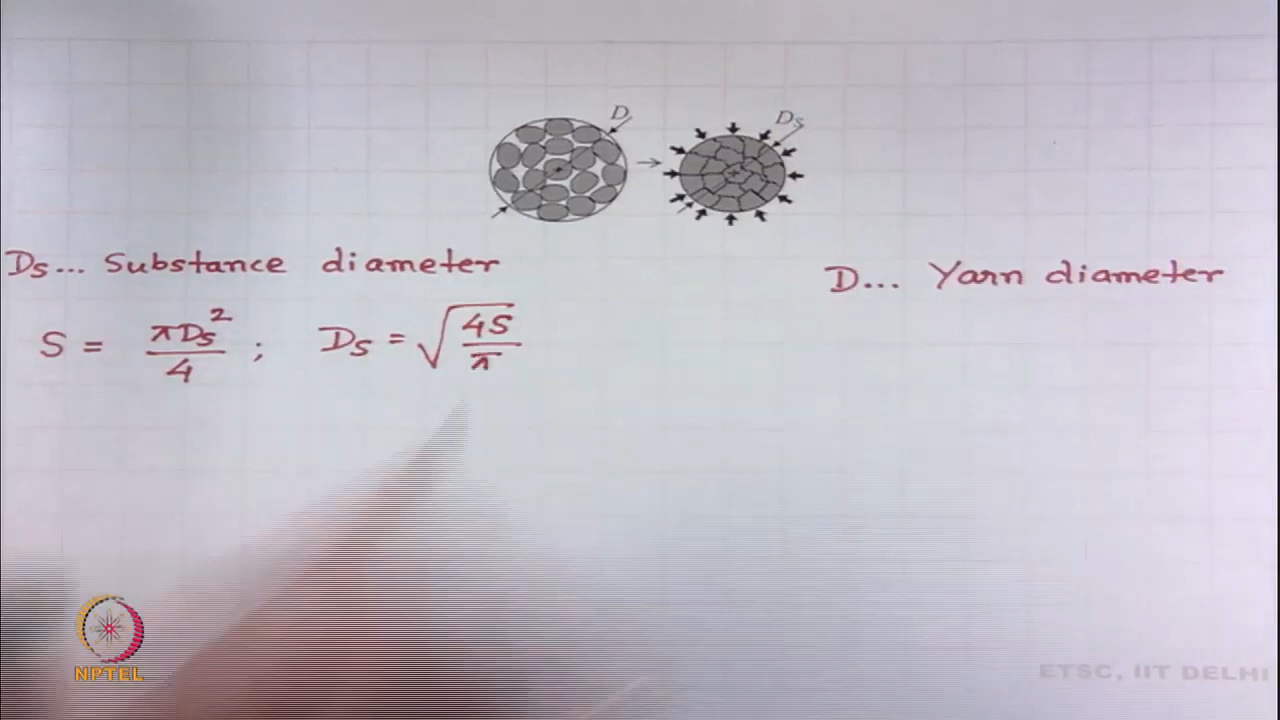 D
Ds
Ds... Substance diameter
D... Yarn diameter
S = πDs²/4 ; Ds = √(4S/π)
NPTEL
ETSC, IIT DELHI